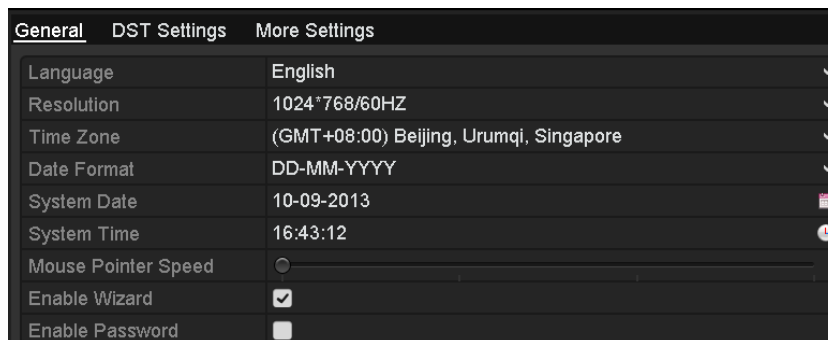 General DST Settings More Settings
Language English
Resolution 1024*768/60HZ
Time Zone (GMT+08:00) Beijing, Urumqi, Singapore
Date Format DD-MM-YYYY
System Date 10-09-2013
System Time 16:43:12
Mouse Pointer Speed
Enable Wizard
Enable Password